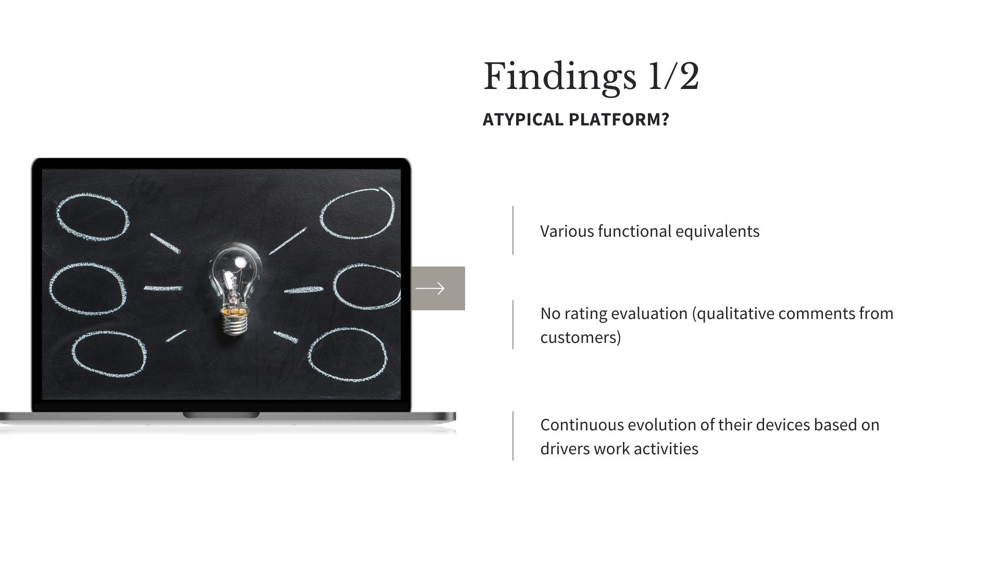 Findings 1/2
ATYPICAL PLATFORM?
Various functional equivalents
No rating evaluation (qualitative comments from
customers)
Continuous evolution of their devices based on
drivers work activities